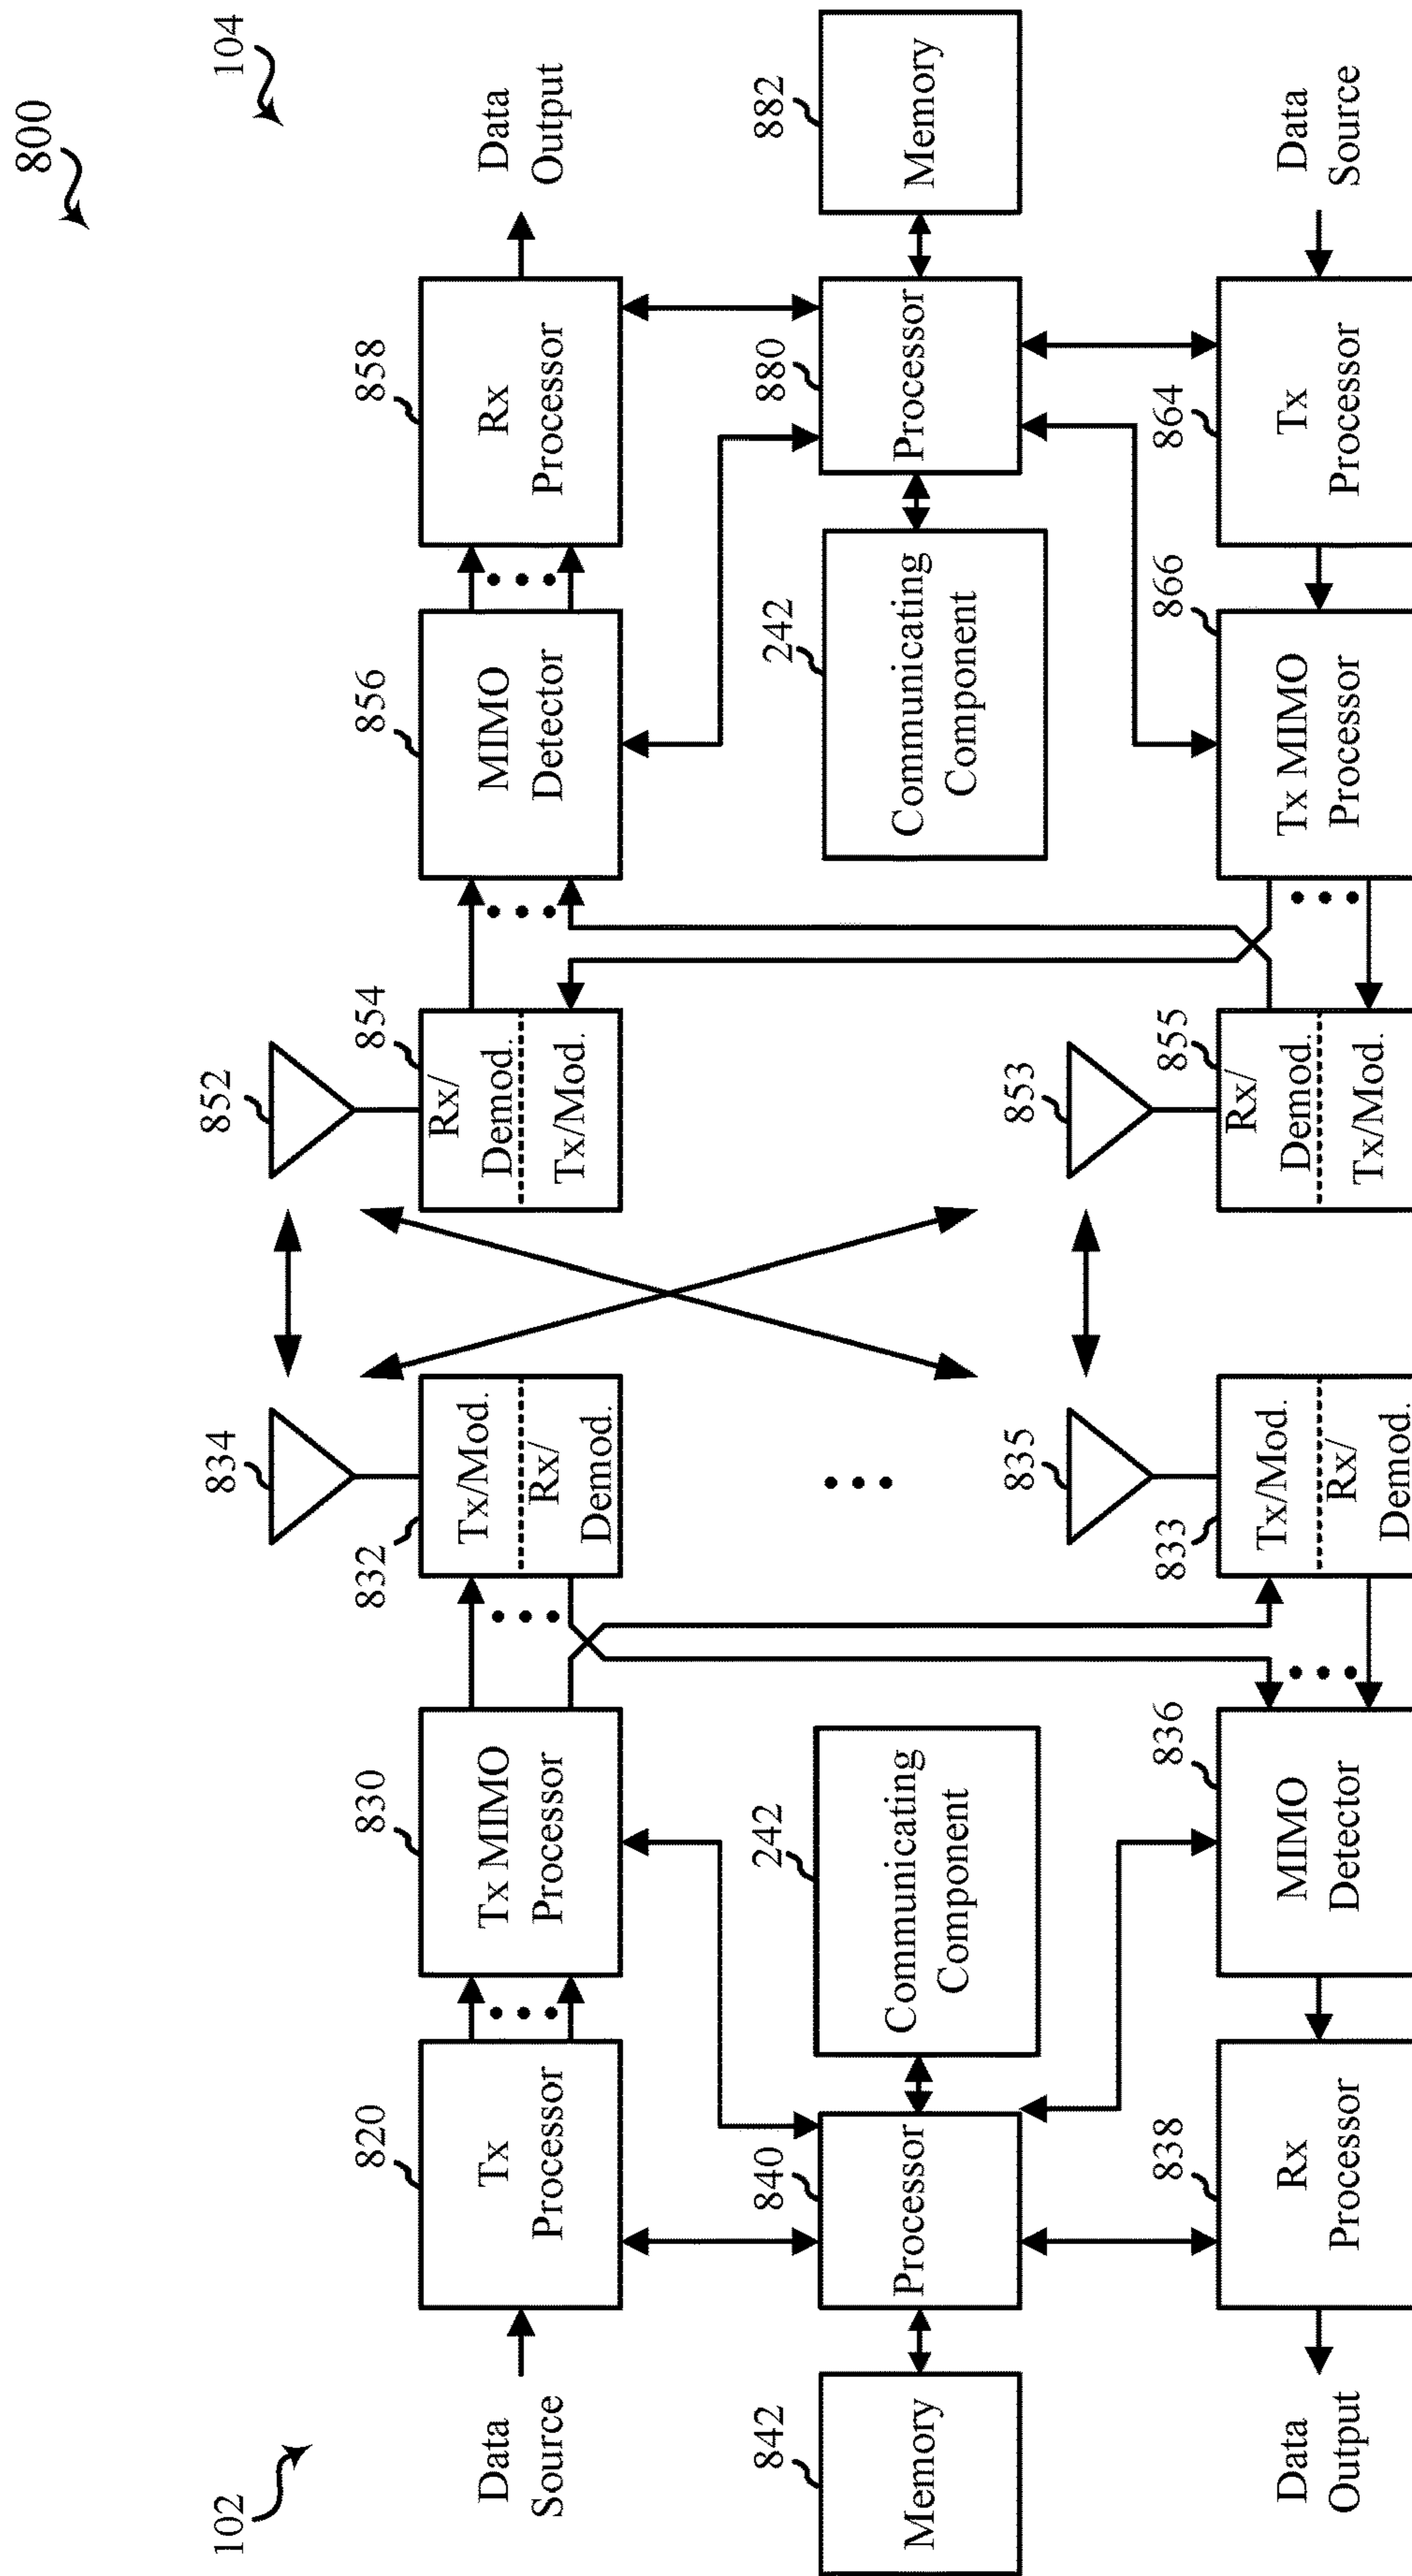 800
102
104
834
852
820
830
832
854
856
858
Data
Source
Tx
Processor
Tx MIMO
Processor
Tx/Mod.
Rx/
Demod.
Rx/
Demod.
Tx/Mod.
MIMO
Detector
Rx
Processor
Data
Output
842
840
242
242
880
882
Memory
Processor
Communicating
Component
Communicating
Component
Processor
Memory
835
853
838
836
833
855
866
864
Data
Output
Rx
Processor
MIMO
Detector
Tx/Mod.
Rx/
Demod.
Rx/
Demod.
Tx/Mod.
Tx MIMO
Processor
Tx
Processor
Data
Source